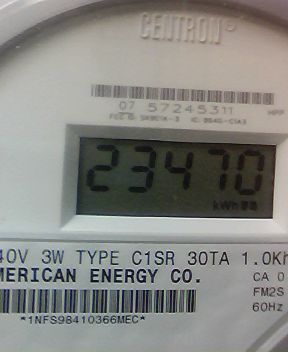 CENTRON
07 57245311
HPP
23470
kWh
40V 3W TYPE C1SR 30TA 1.0Kh
MERICAN ENERGY CO.
CA 0
FM2S
60Hz
*1NFS98410366MEC*